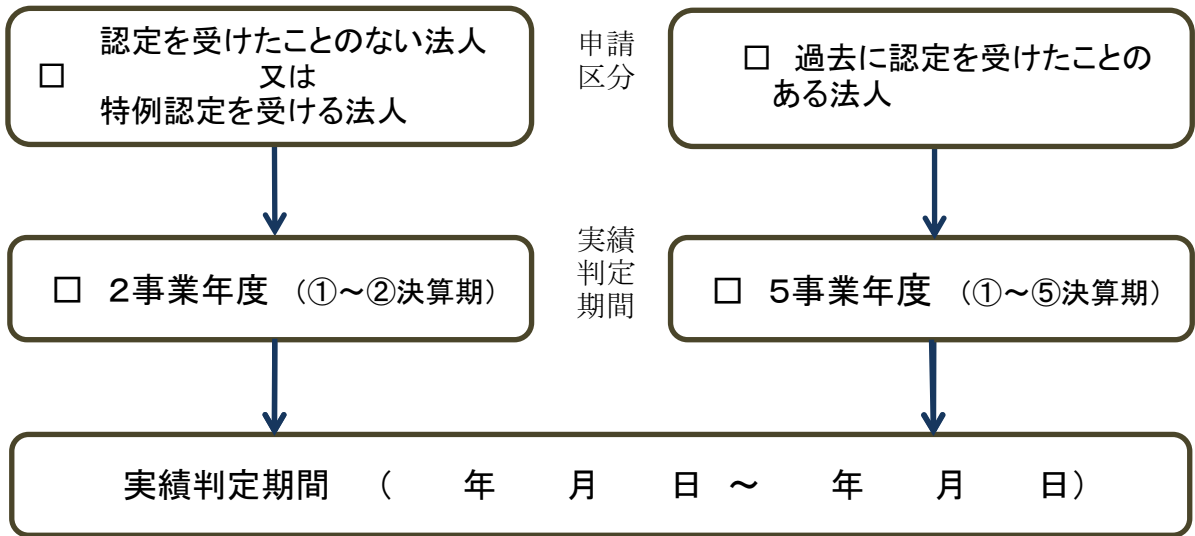 認定を受けたことのない法人
□ 又は
特例認定を受ける法人
申請
区分
□ 過去に認定を受けたことの
ある法人
□ 2事業年度 (①～②決算期)
実績
判定
期間
□ 5事業年度 (①～⑤決算期)
実績判定期間 ( 年 月 日 ～ 年 月 日)